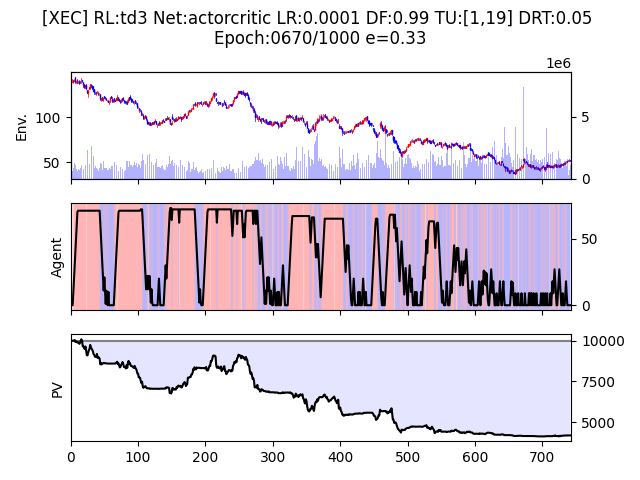 [XEC] RL:td3 Net:actorcritic LR:0.0001 DF:0.99 TU:[1,19] DRT:0.05
Epoch:0670/1000 e=0.33
1e6
Env.
100
50
5
0
Agent
50
0
PV
10000
7500
5000
0 100 200 300 400 500 600 700